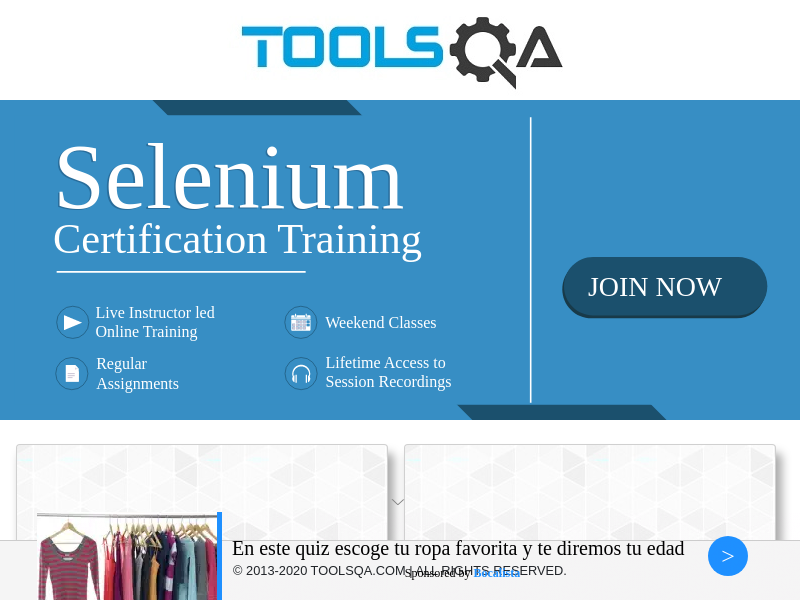 TOOLSQA
Selenium
Certification Training
Live Instructor led
Online Training
Weekend Classes
Regular
Assignments
Lifetime Access to
Session Recordings
JOIN NOW
En este quiz escoge tu ropa favorita y te diremos tu edad
>
© 2013-2020 TOOLSQA.COM | ALL RIGHTS RESERVED.
Sponsored by Bocalista